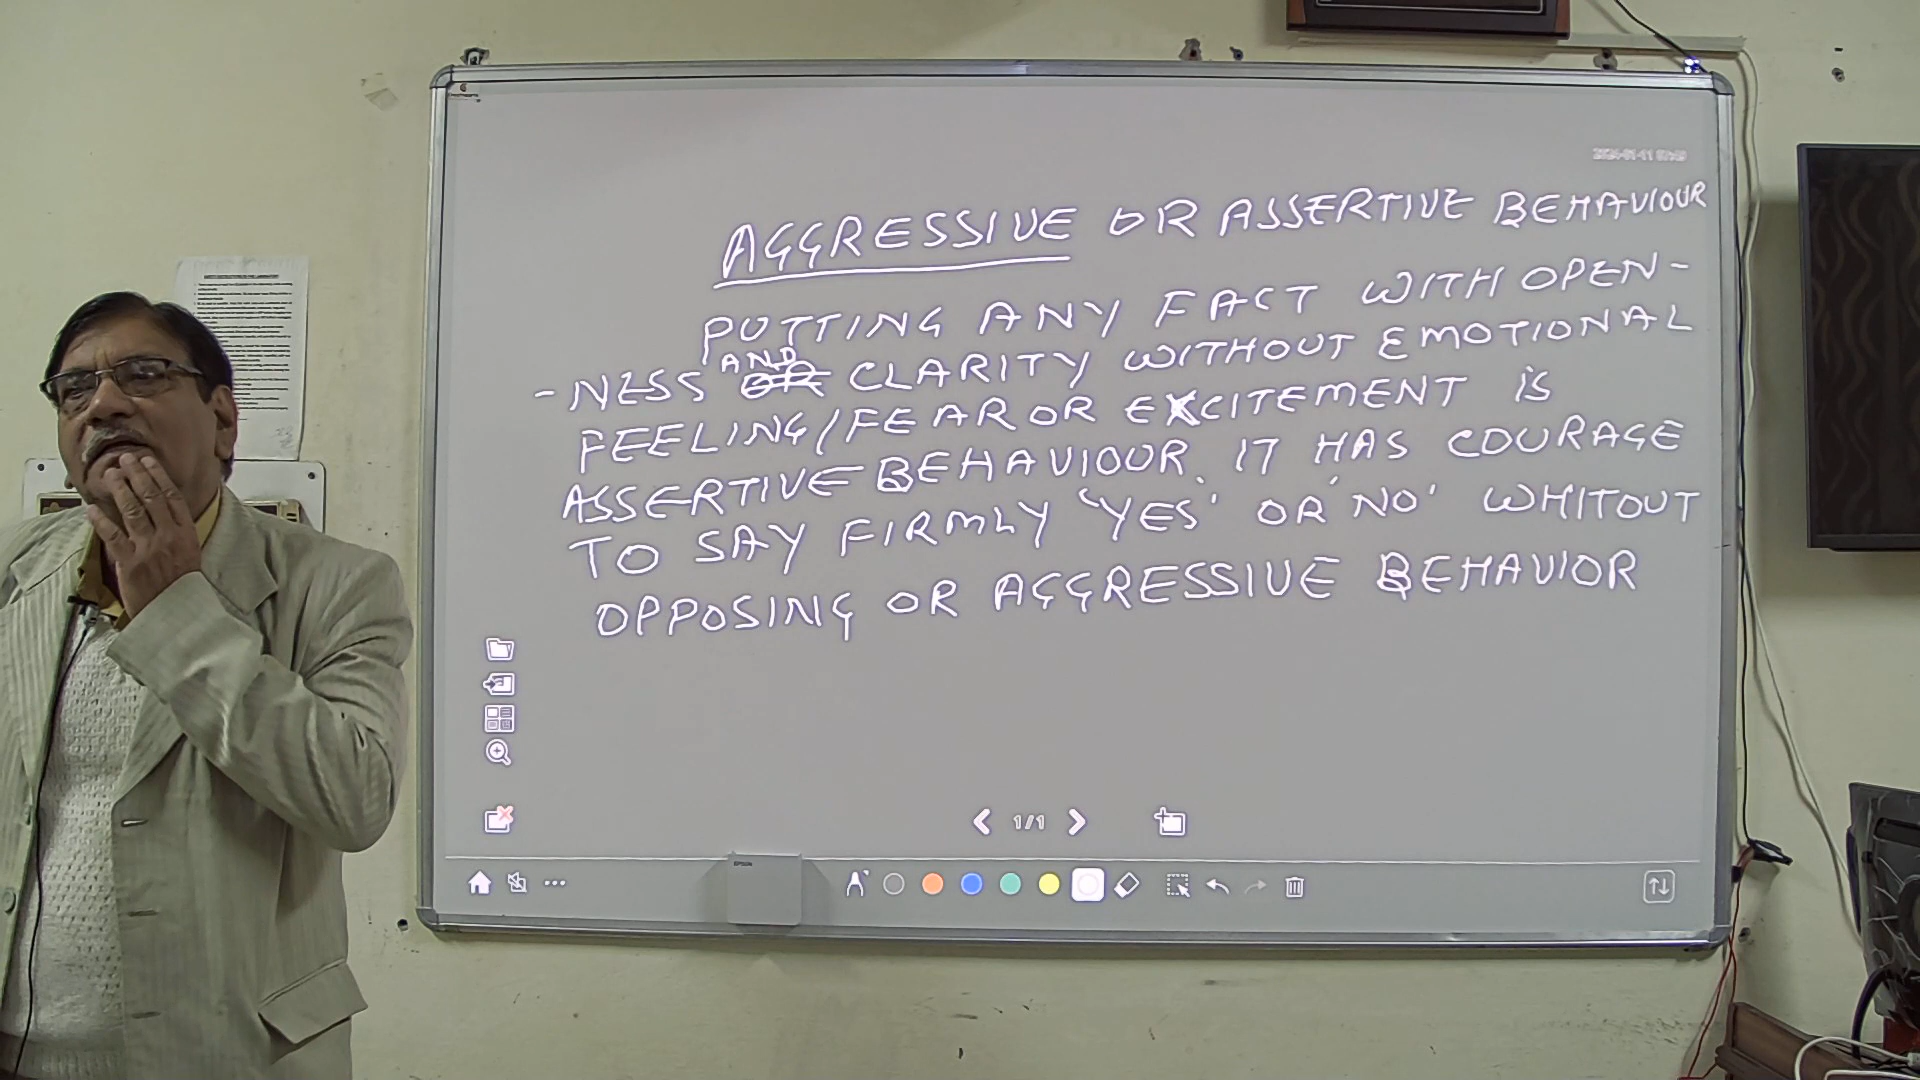 AGGRESSIVE OR ASSERTIVE BEHAVIOUR
PUTTING ANY FACT WITH OPEN-
-NESS AND CLARITY WITHOUT EMOTIONAL
FEELING/FEAR OR EXCITEMENT IS
ASSERTIVE BEHAVIOUR. IT HAS COURAGE
TO SAY FIRMLY 'YES' OR 'NO' WHITOUT
OPPOSING OR AGGRESSIVE BEHAVIOR
1/1
EPSON